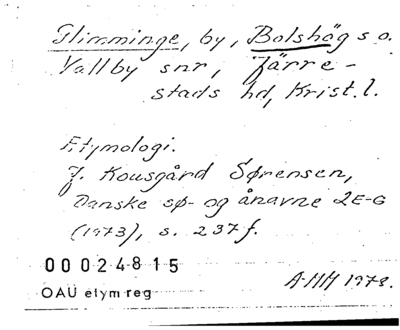 Glimminge, by, Bolshög s o.
Vallby snr, Järre-
stads hd, Krist. l.
Etymologi.
J. Kousgård Sørensen,
Danske sø- og ånavne 2E-G
(1973), s. 237 f.
00024815
OAU etym reg
A-MH 1978.